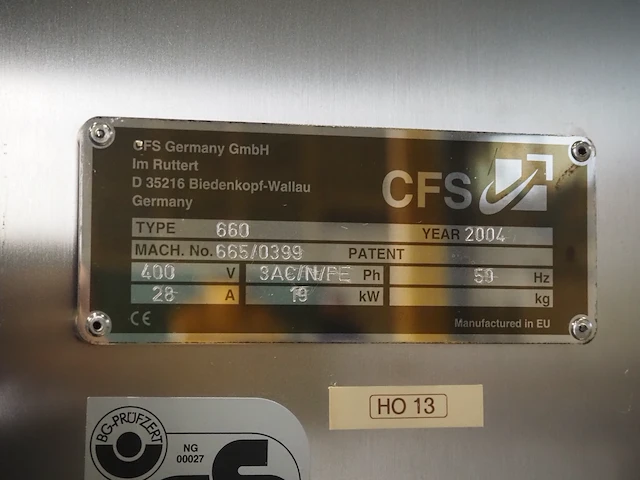 CFS Germany GmbH
Im Ruttert
D 35216 Biedenkopf-Wallau
Germany
CFS
TYPE 660 YEAR 2004
MACH. No. 665/0399 PATENT
400 V 3AC/N/PE Ph 50 Hz
28 A 19 kW kg
CE Manufactured in EU
HO 13
BG-PRÜFZERT
NG
00027